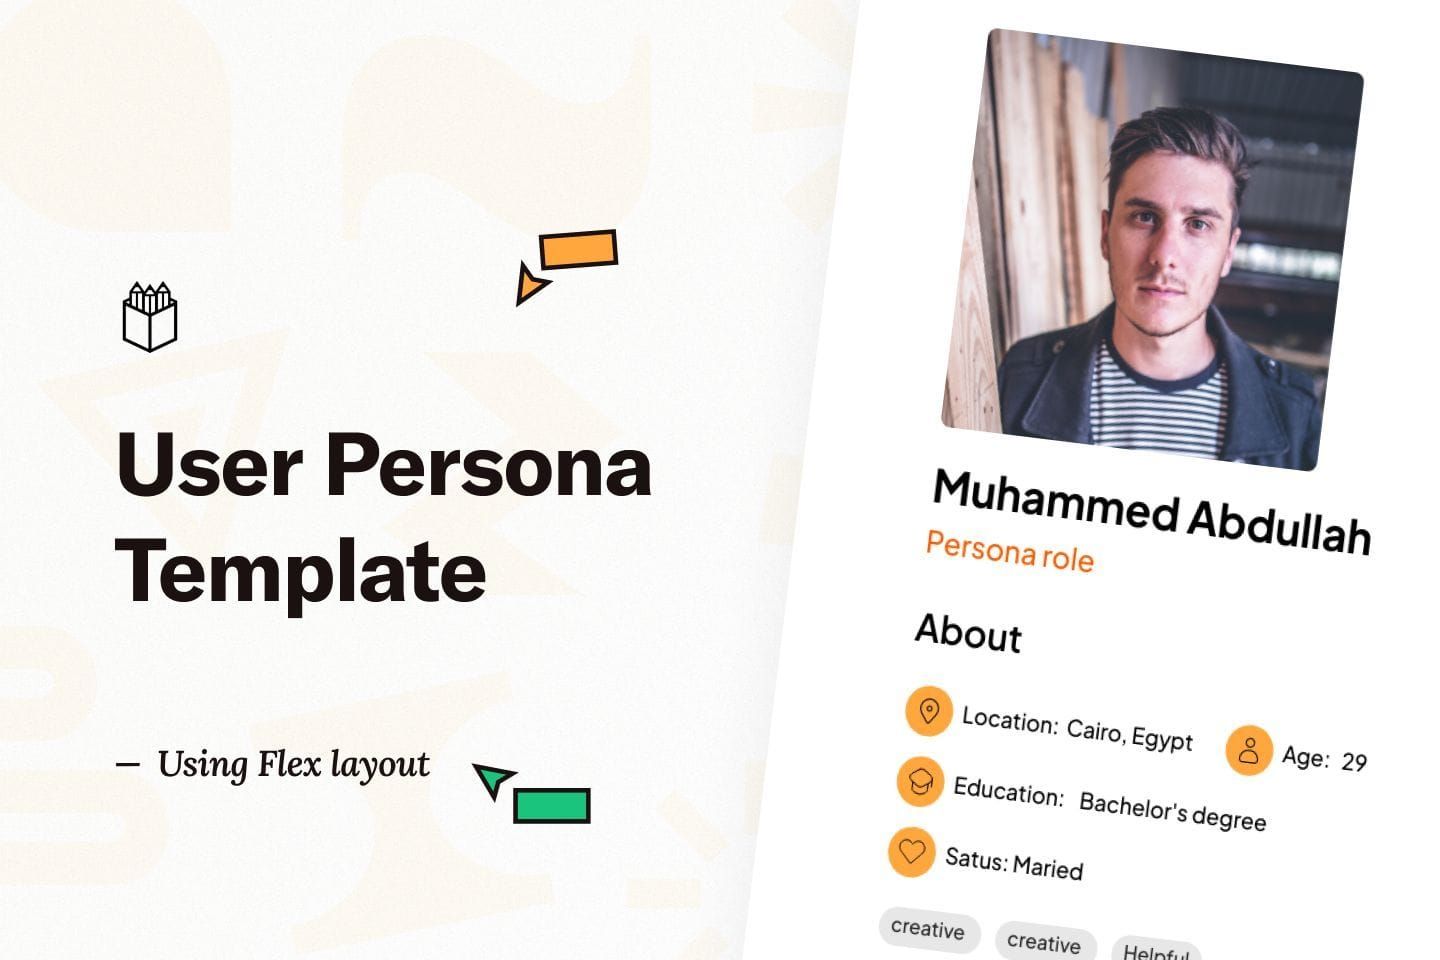 User Persona
Template
— Using Flex layout
Muhammed Abdullah
Persona role
About
Location: Cairo, Egypt
Age: 29
Education: Bachelor's degree
Satus: Maried
creative
creative
Helpful